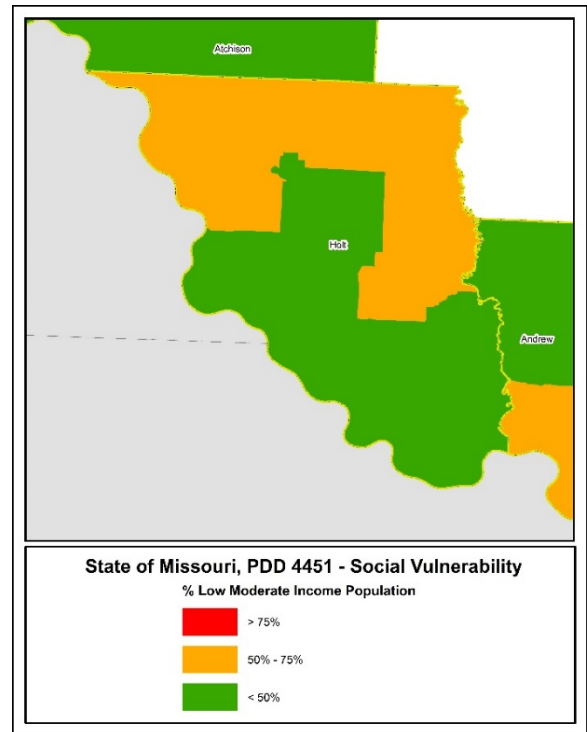 Atchison
Holt
Andrew
State of Missouri, PDD 4451 - Social Vulnerability
% Low Moderate Income Population
> 75%
50% - 75%
< 50%